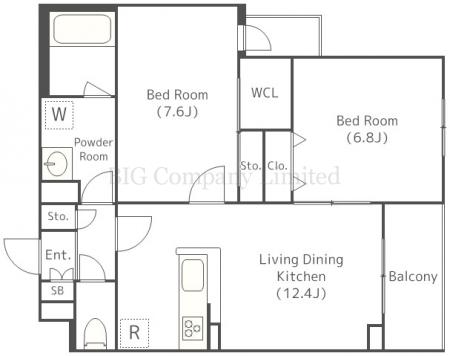 Bed Room
(7.6J)
WCL
Bed Room
(6.8J)
W
Powder
Room
Sto.
Clo.
BIG Company Limited
Sto.
Ent.
SB
R
Living Dining
Kitchen
(12.4J)
Balcony